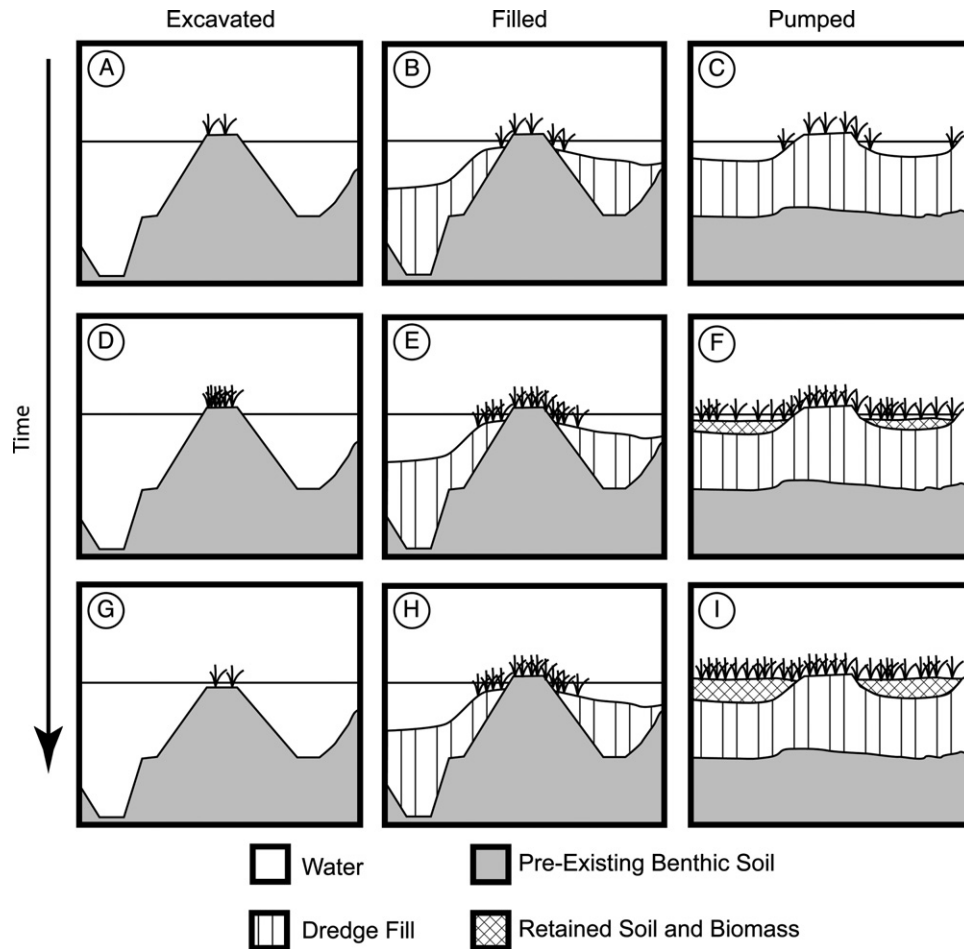 Excavated
Filled
Pumped
A
B
C
D
E
F
Time
G
H
I
Water
Pre-Existing Benthic Soil
Dredge Fill
Retained Soil and Biomass